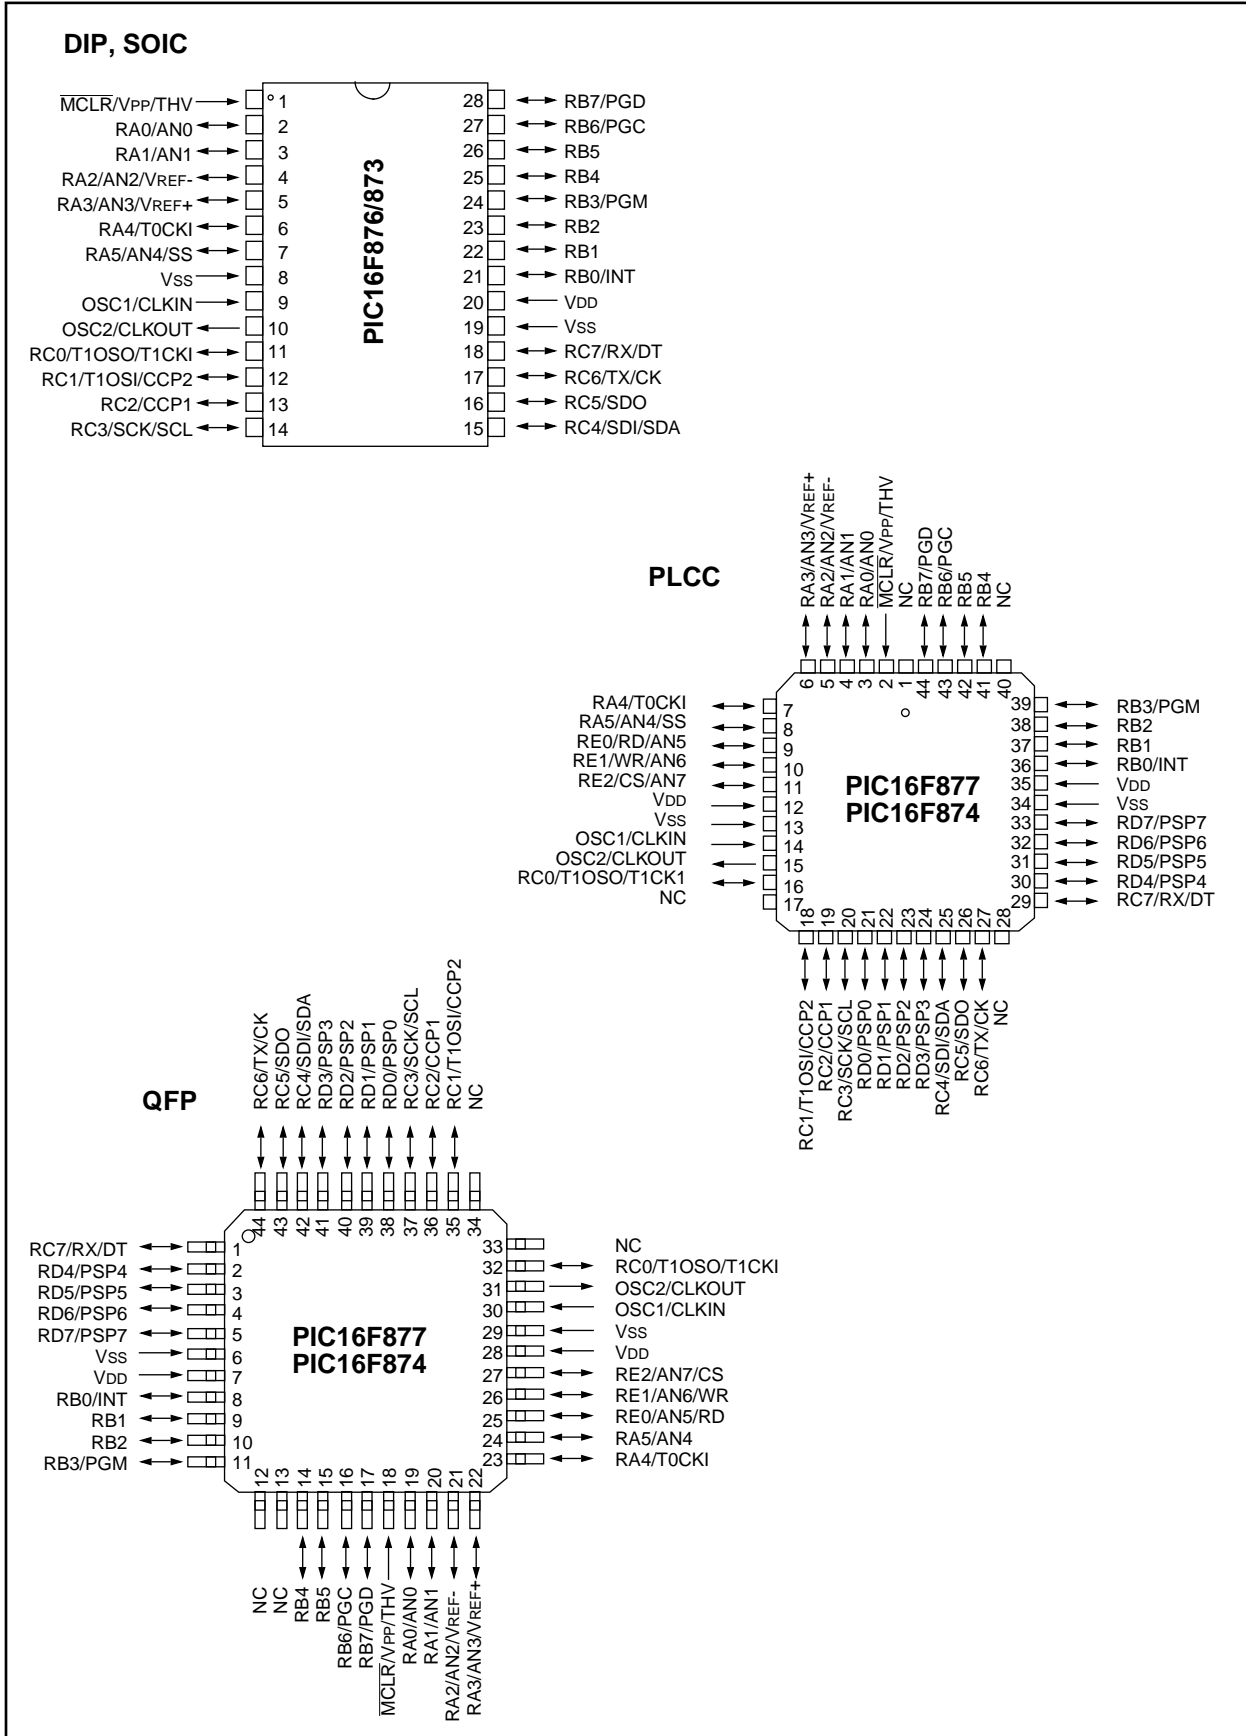 DIP, SOIC
MCLR/VPP/THV
RA0/AN0
RA1/AN1
RA2/AN2/VREF-
RA3/AN3/VREF+
RA4/T0CKI
RA5/AN4/SS
VSS
OSC1/CLKIN
OSC2/CLKOUT
RC0/T1OSO/T1CKI
RC1/T1OSI/CCP2
RC2/CCP1
RC3/SCK/SCL
1
2
3
4
5
6
7
8
9
10
11
12
13
14
PIC16F876/873
28
27
26
25
24
23
22
21
20
19
18
17
16
15
RB7/PGD
RB6/PGC
RB5
RB4
RB3/PGM
RB2
RB1
RB0/INT
VDD
VSS
RC7/RX/DT
RC6/TX/CK
RC5/SDO
RC4/SDI/SDA
PLCC
RA3/AN3/VREF+
RA2/AN2/VREF-
RA1/AN1
RA0/AN0
MCLR/VPP/THV
NC
RB7/PGD
RB6/PGC
RB5
RB4
NC
6
5
4
3
2
1
44
43
42
41
40
RA4/T0CKI
RA5/AN4/SS
RE0/RD/AN5
RE1/WR/AN6
RE2/CS/AN7
VDD
VSS
OSC1/CLKIN
OSC2/CLKOUT
RC0/T1OSO/T1CK1
NC
7
8
9
10
11
12
13
14
15
16
17
PIC16F877
PIC16F874
39
38
37
36
35
34
33
32
31
30
29
RB3/PGM
RB2
RB1
RB0/INT
VDD
VSS
RD7/PSP7
RD6/PSP6
RD5/PSP5
RD4/PSP4
RC7/RX/DT
18
19
20
21
22
23
24
25
26
27
28
RC1/T1OSI/CCP2
RC2/CCP1
RC3/SCK/SCL
RD0/PSP0
RD1/PSP1
RD2/PSP2
RD3/PSP3
RC4/SDI/SDA
RC5/SDO
RC6/TX/CK
NC
QFP
RC6/TX/CK
RC5/SDO
RC4/SDI/SDA
RD3/PSP3
RD2/PSP2
RD1/PSP1
RD0/PSP0
RC3/SCK/SCL
RC2/CCP1
RC1/T1OSI/CCP2
NC
44
43
42
41
40
39
38
37
36
35
34
RC7/RX/DT
RD4/PSP4
RD5/PSP5
RD6/PSP6
RD7/PSP7
VSS
VDD
RB0/INT
RB1
RB2
RB3/PGM
1
2
3
4
5
6
7
8
9
10
11
PIC16F877
PIC16F874
33
32
31
30
29
28
27
26
25
24
23
NC
RC0/T1OSO/T1CKI
OSC2/CLKOUT
OSC1/CLKIN
VSS
VDD
RE2/AN7/CS
RE1/AN6/WR
RE0/AN5/RD
RA5/AN4
RA4/T0CKI
12
13
14
15
16
17
18
19
20
21
22
NC
NC
RB4
RB5
RB6/PGC
RB7/PGD
MCLR/VPP/THV
RA0/AN0
RA1/AN1
RA2/AN2/VREF-
RA3/AN3/VREF+